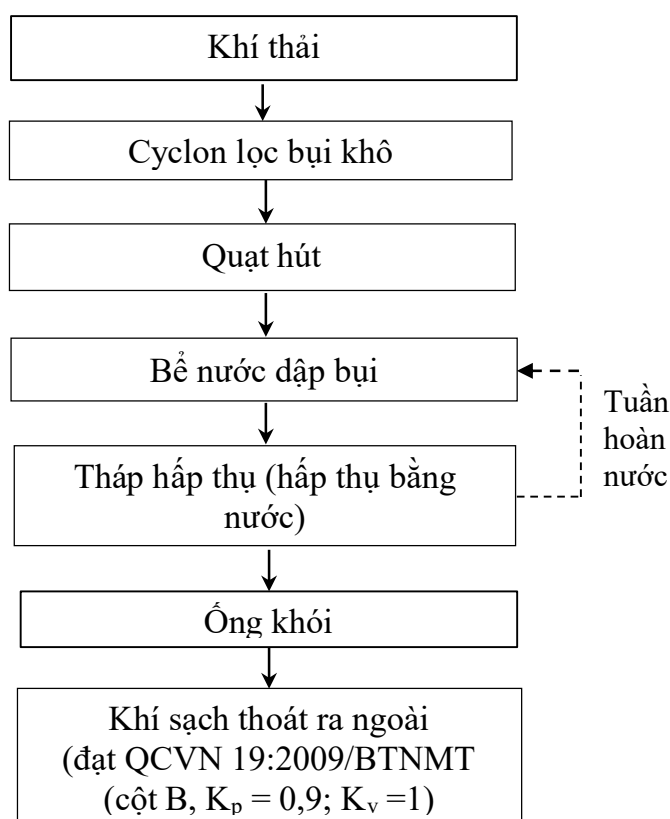 Khí thải
Cyclon lọc bụi khô
Quạt hút
Bể nước dập bụi
Tuần
hoàn
nước
Tháp hấp thụ (hấp thụ bằng
nước)
Ống khói
Khí sạch thoát ra ngoài
(đạt QCVN 19:2009/BTNMT
(cột B, Kₚ = 0,9; Kᵥ =1)